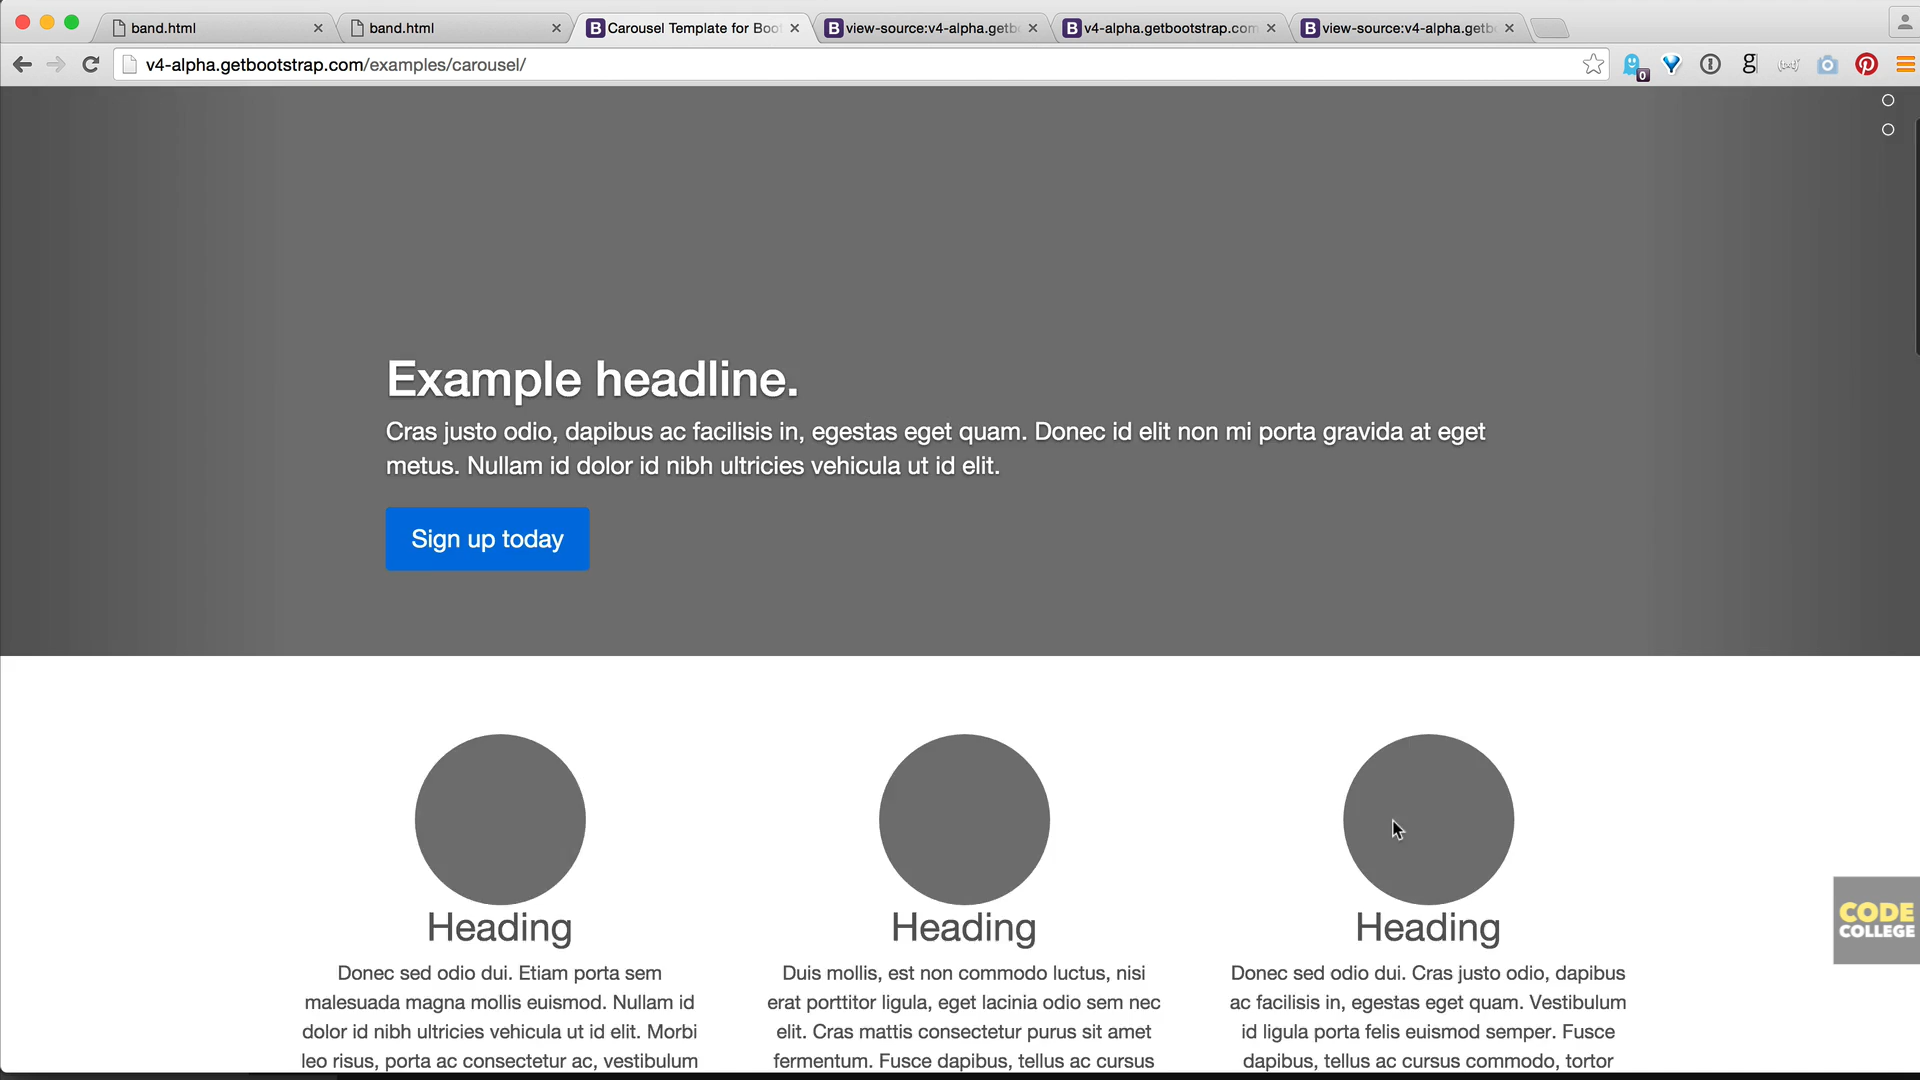 band.html
band.html
Carousel Template for Boo
view-source:v4-alpha.getb
v4-alpha.getbootstrap.com
view-source:v4-alpha.getb
v4-alpha.getbootstrap.com/examples/carousel/
0
g
Example headline.
Cras justo odio, dapibus ac facilisis in, egestas eget quam. Donec id elit non mi porta gravida at eget
metus. Nullam id dolor id nibh ultricies vehicula ut id elit.
Sign up today
CODE
COLLEGE
Heading
Donec sed odio dui. Etiam porta sem
malesuada magna mollis euismod. Nullam id
dolor id nibh ultricies vehicula ut id elit. Morbi
leo risus, porta ac consectetur ac, vestibulum
Heading
Duis mollis, est non commodo luctus, nisi
erat porttitor ligula, eget lacinia odio sem nec
elit. Cras mattis consectetur purus sit amet
fermentum. Fusce dapibus, tellus ac cursus
Heading
Donec sed odio dui. Cras justo odio, dapibus
ac facilisis in, egestas eget quam. Vestibulum
id ligula porta felis euismod semper. Fusce
dapibus, tellus ac cursus commodo, tortor